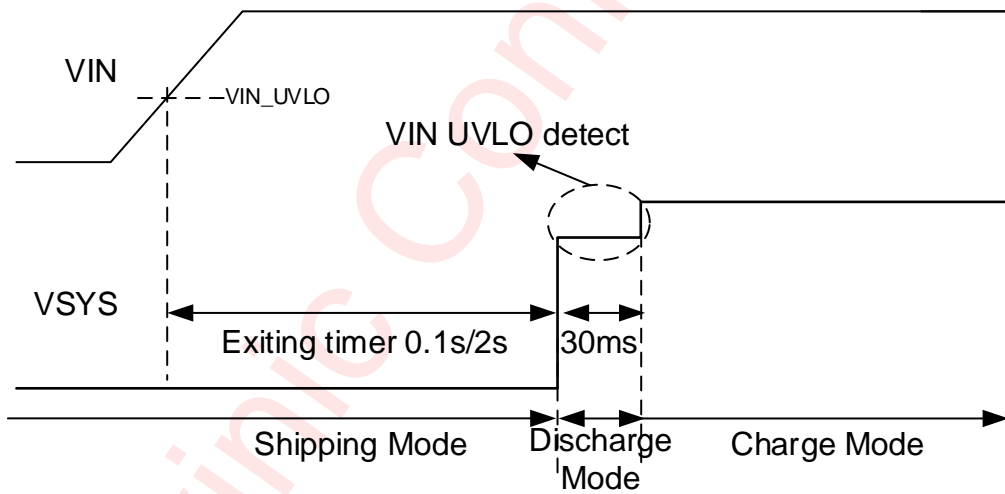 VIN
VIN_UVLO
VIN UVLO detect
VSYS
Exiting timer 0.1s/2s
30ms
Shipping Mode
Discharge
Mode
Charge Mode